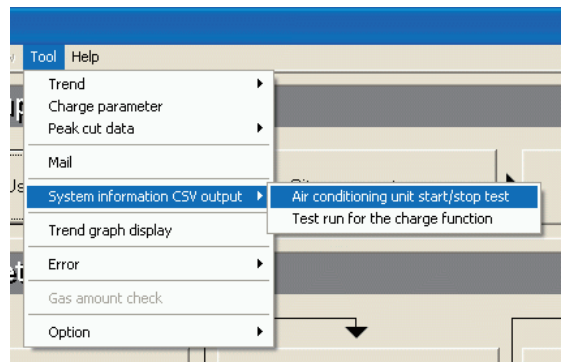 Tool Help
Trend
Charge parameter
Peak cut data
Mail
System information CSV output
Air conditioning unit start/stop test
Test run for the charge function
Trend graph display
Error
Gas amount check
Option